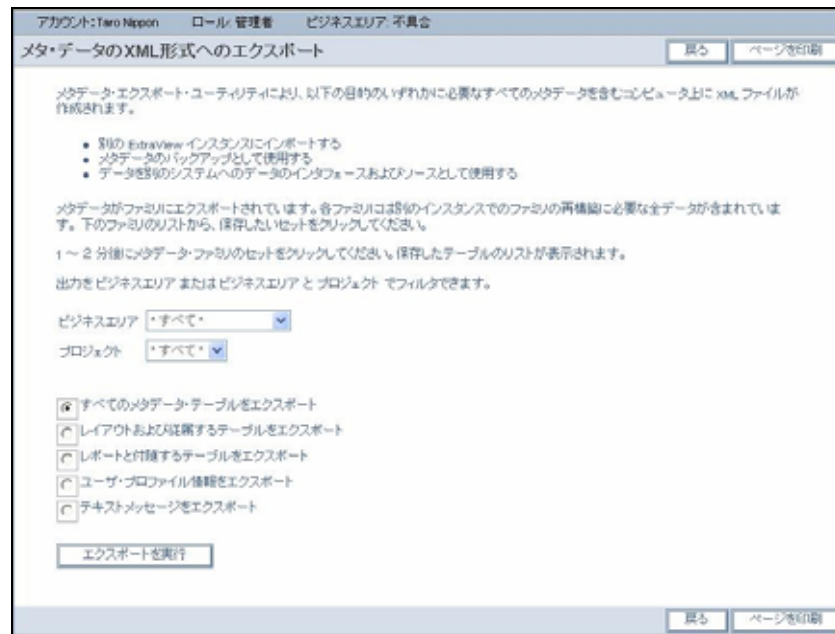 アカウント:Taro Nippon ロール: 管理者 ビジネスエリア: 不具合
メタ・データのXML形式へのエクスポート 戻る ページを印刷
メタデータ・エクスポート・ユーティリティにより、以下の目的のいずれかに必要なすべてのメタデータを含むコンピュータ上に XML ファイルが
作成されます。
• 別の ExtraView インスタンスにインポートする
• メタデータのバックアップとして使用する
• データを別のシステムへのデータのインタフェースおよびソースとして使用する
メタデータがファミリにエクスポートされています。各ファミリには別のインスタンスでのファミリの再構築に必要な全データが含まれていま
す。下のファミリのリストから、保存したいセットをクリックしてください。
1 ~ 2 分後にメタデータ・ファミリのセットをクリックしてください。保存したテーブルのリストが表示されます。
出力をビジネスエリア または ビジネスエリア と プロジェクト でフィルタできます。
ビジネスエリア * すべて *
プロジェクト * すべて *
すべてのメタデータ・テーブルをエクスポート
レイアウトおよび従属するテーブルをエクスポート
レポートと付随するテーブルをエクスポート
ユーザ・プロファイル情報をエクスポート
テキストメッセージをエクスポート
エクスポートを実行
戻る ページを印刷